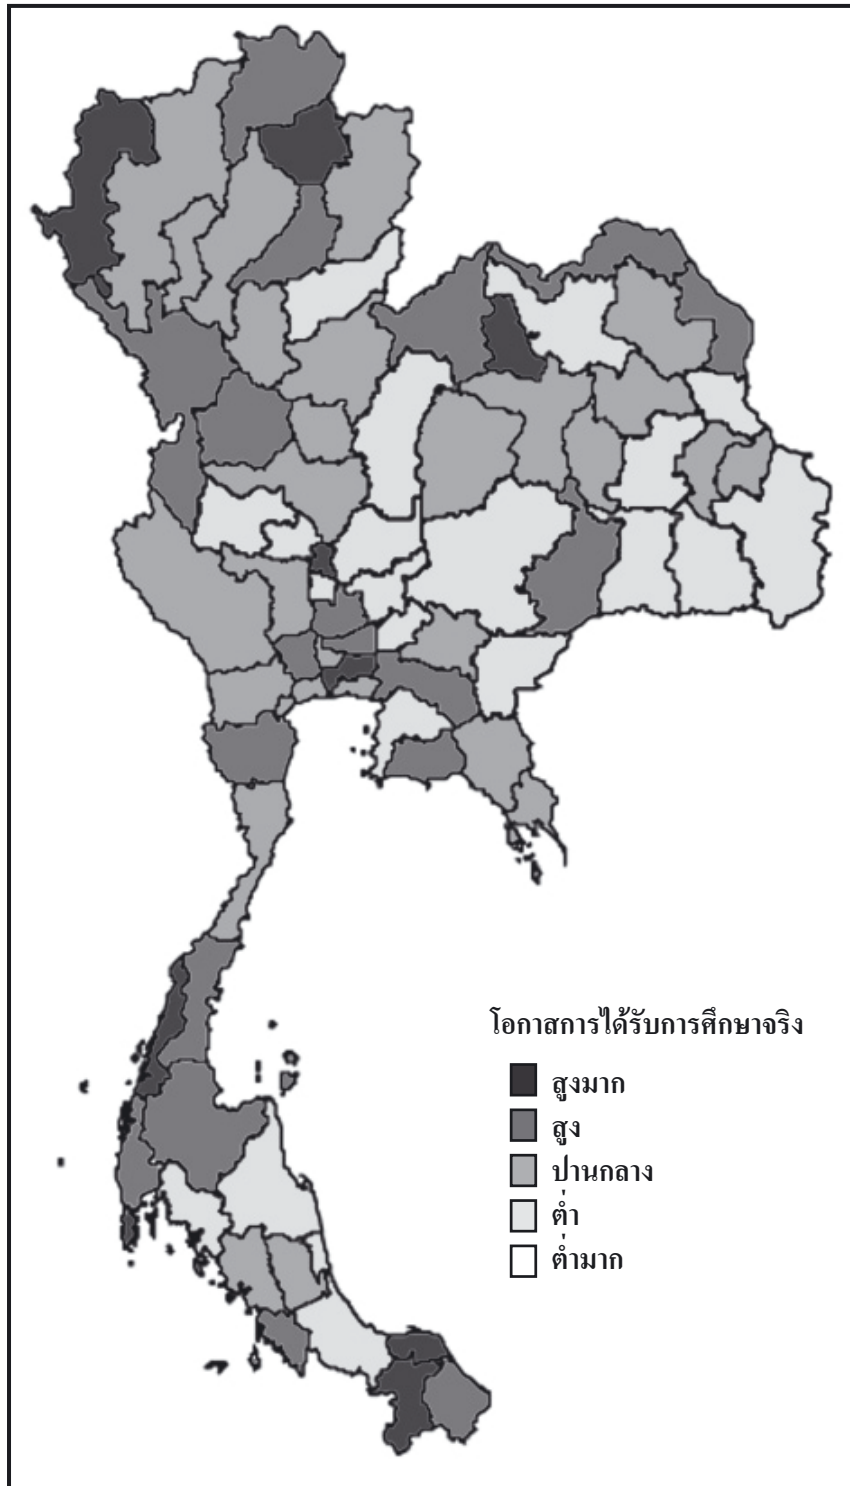 โอกาสการได้รับการศึกษาจริง
สูงมาก
สูง
ปานกลาง
ต่ำ
ต่ำมาก